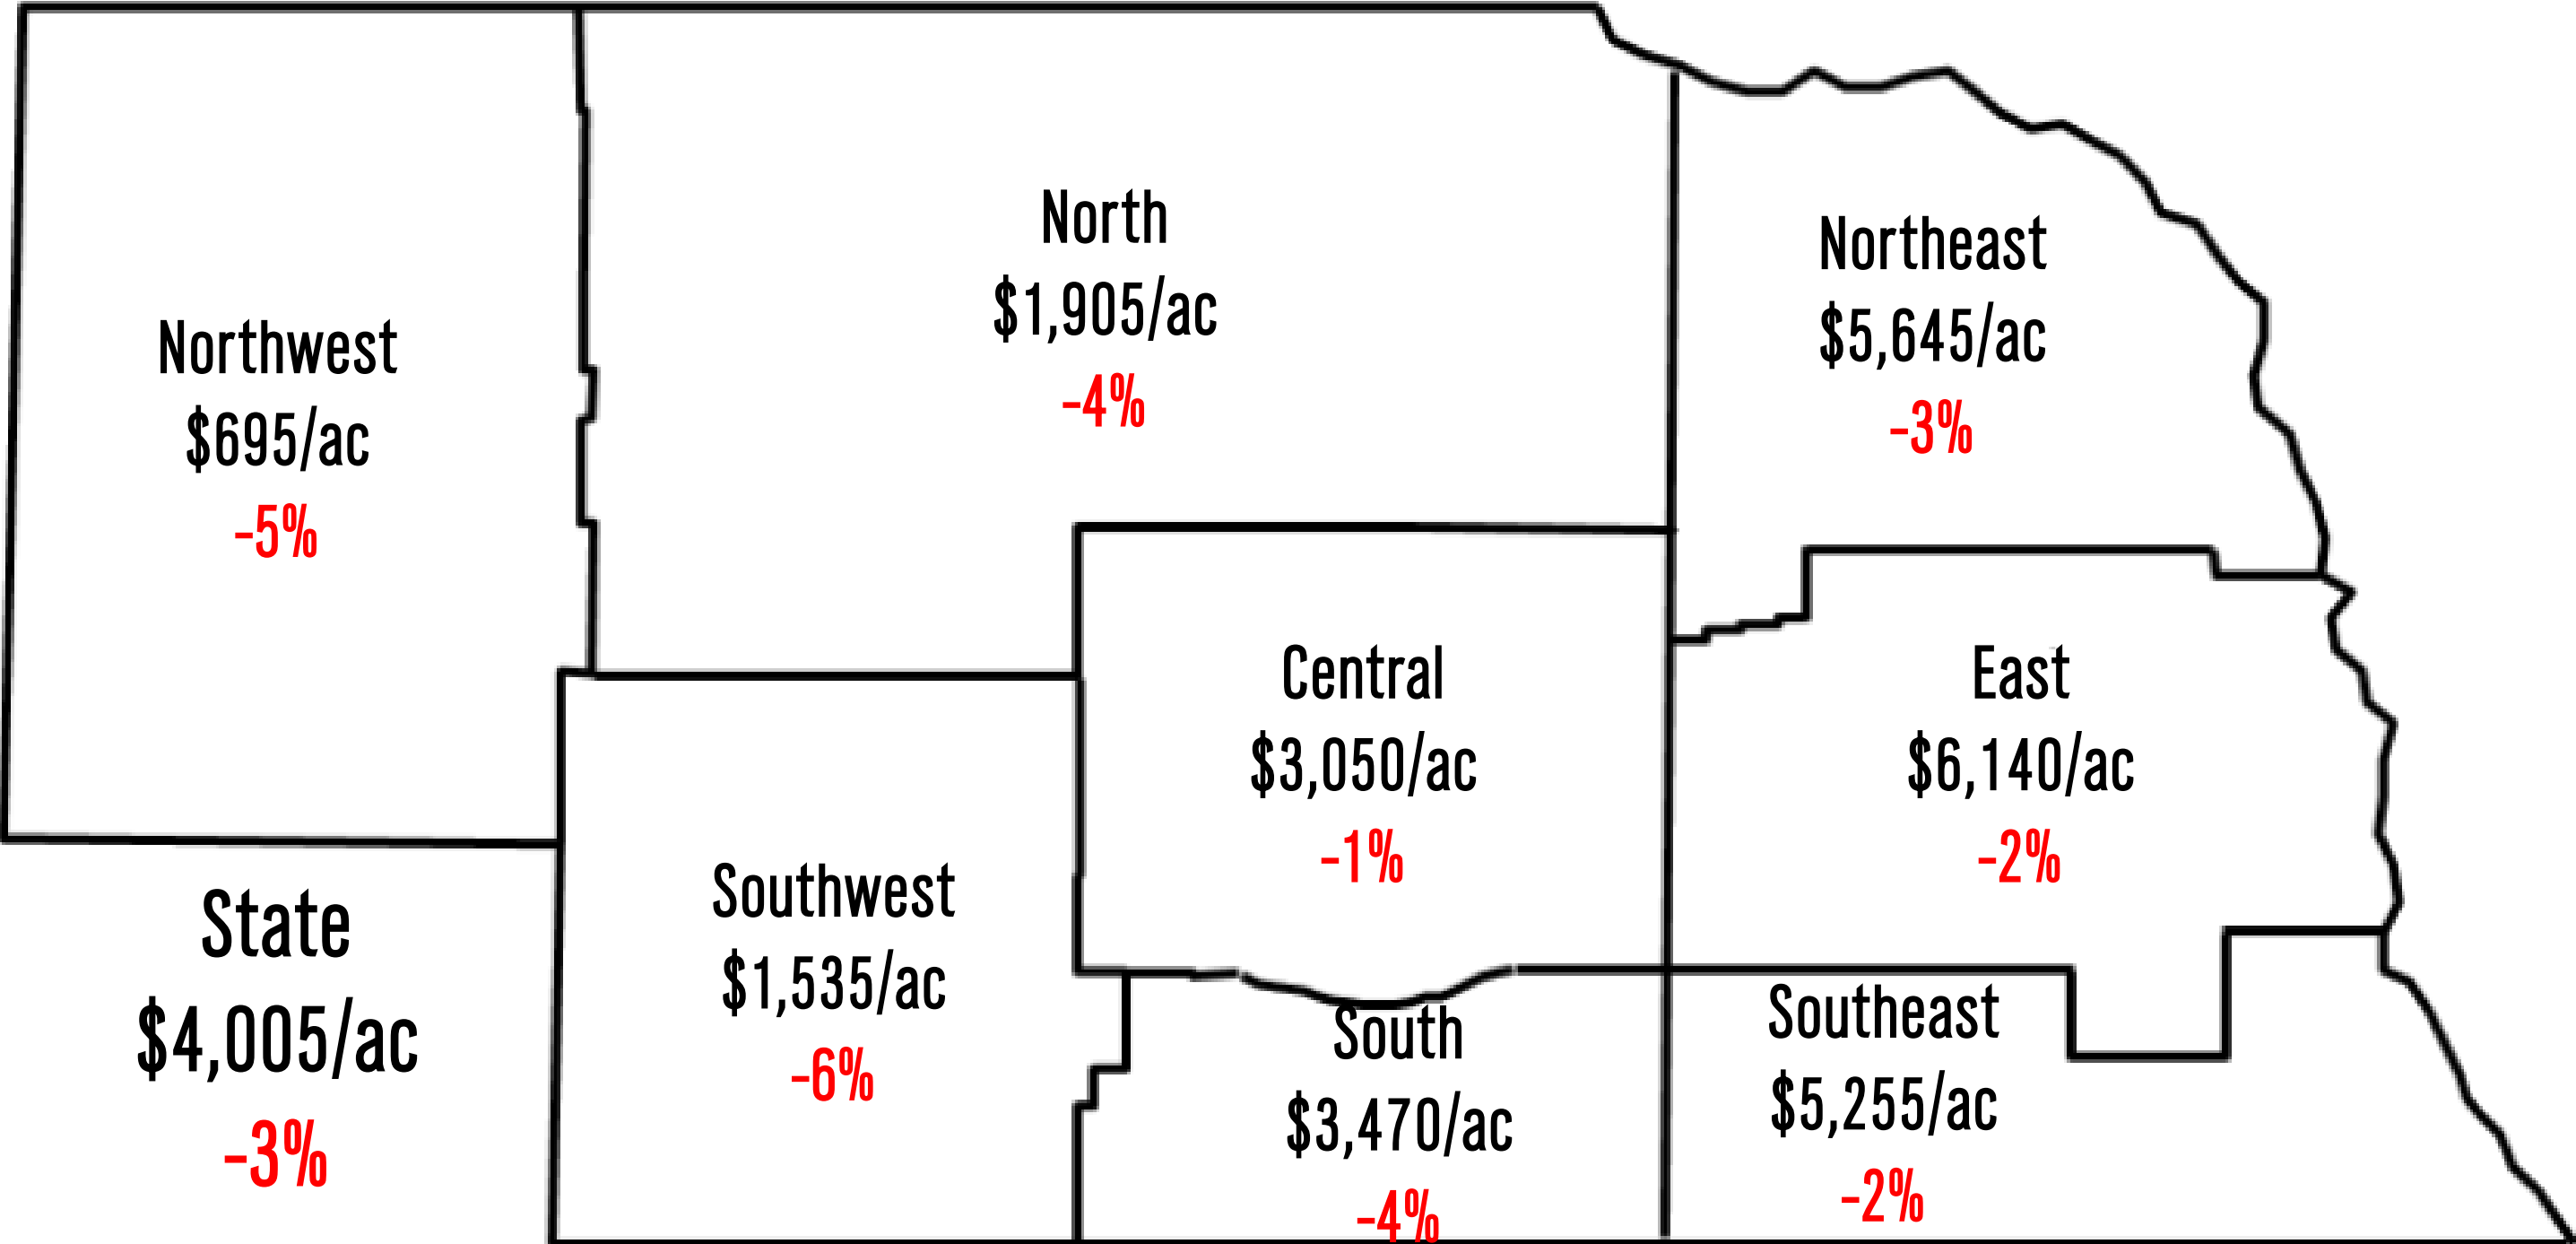 North
$1,905/ac
-4%
Northeast
$5,645/ac
-3%
Northwest
$695/ac
-5%
Central
$3,050/ac
-1%
East
$6,140/ac
-2%
State
$4,005/ac
-3%
Southwest
$1,535/ac
-6%
South
$3,470/ac
-4%
Southeast
$5,255/ac
-2%